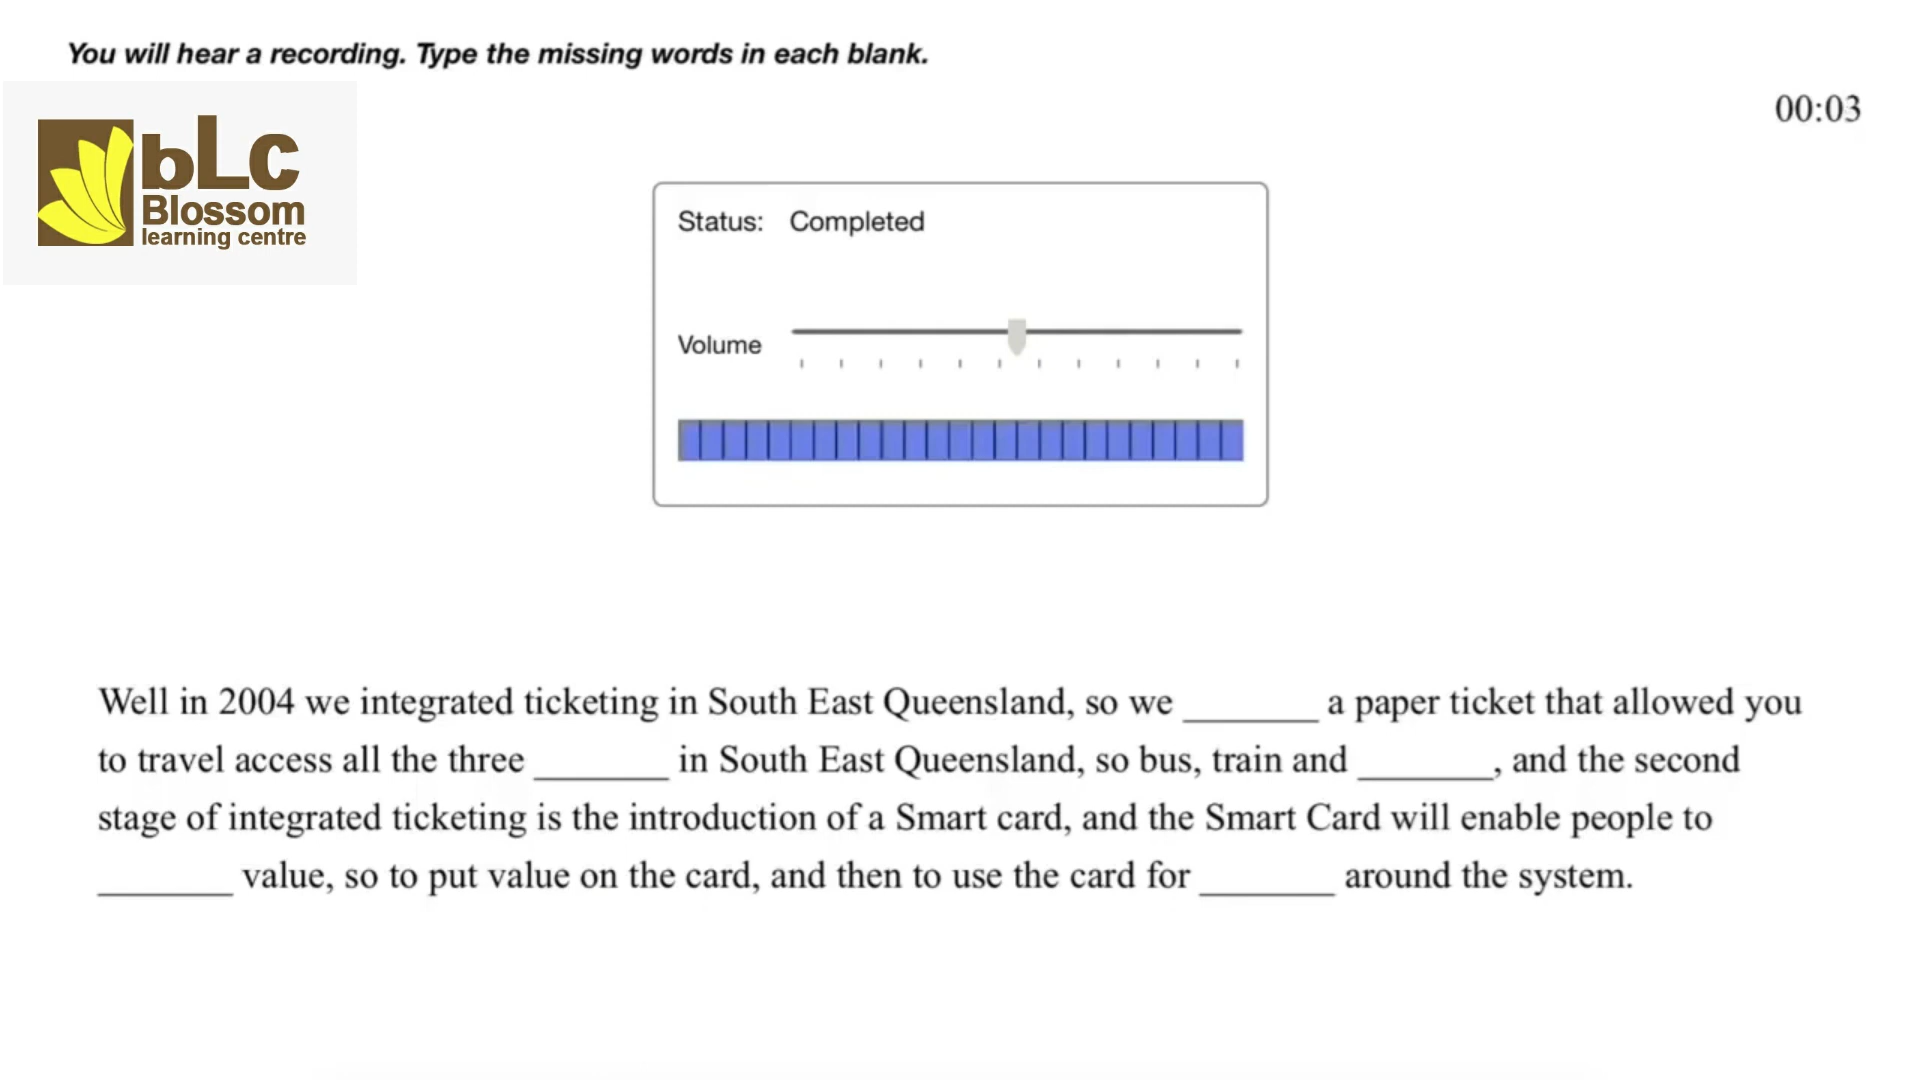 You will hear a recording. Type the missing words in each blank.
00:03
bLc
Blossom
learning centre
Status: Completed
Volume
Well in 2004 we integrated ticketing in South East Queensland, so we _______ a paper ticket that allowed you
to travel access all the three _______ in South East Queensland, so bus, train and _______, and the second
stage of integrated ticketing is the introduction of a Smart card, and the Smart Card will enable people to
_______ value, so to put value on the card, and then to use the card for _______ around the system.